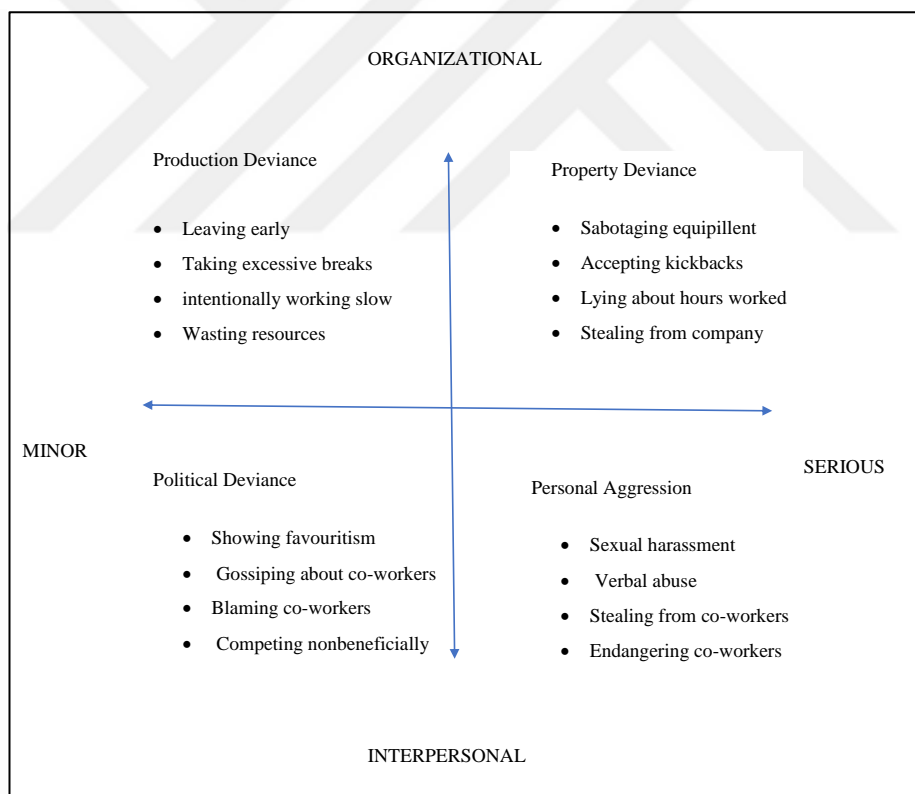 ORGANIZATIONAL
Production Deviance
• Leaving early
• Taking excessive breaks
• intentionally working slow
• Wasting resources
Property Deviance
• Sabotaging equipillent
• Accepting kickbacks
• Lying about hours worked
• Stealing from company
MINOR
SERIOUS
Political Deviance
• Showing favouritism
• Gossiping about co-workers
• Blaming co-workers
• Competing nonbeneficially
Personal Aggression
• Sexual harassment
• Verbal abuse
• Stealing from co-workers
• Endangering co-workers
INTERPERSONAL